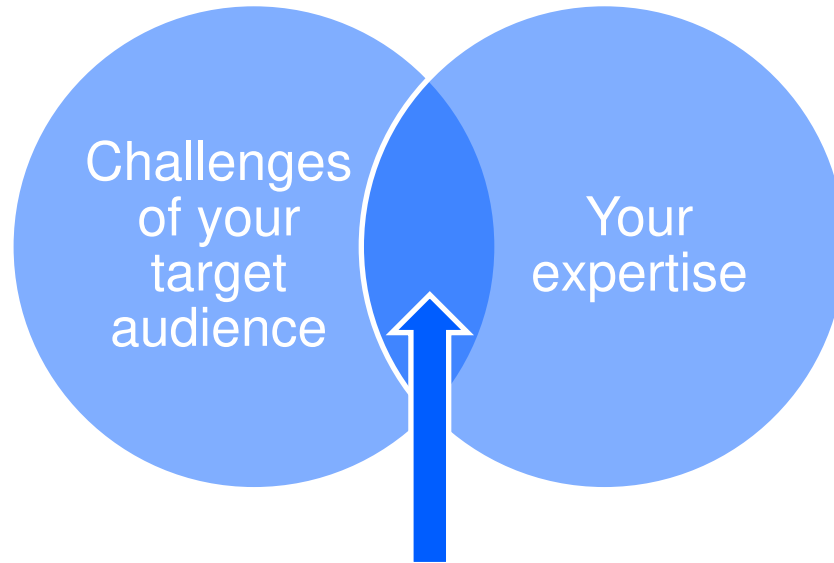 Challenges
of your
target
audience
Your
expertise